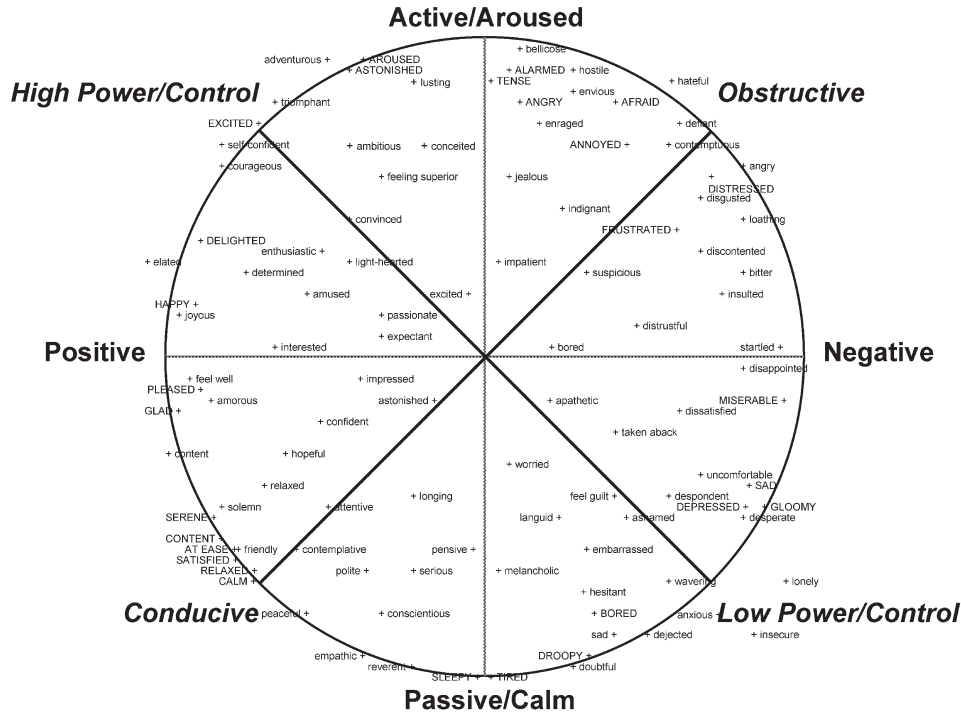 Active/Aroused
+ bellicose
adventurous +
+ AROUSED
+ ASTONISHED
+ ALARMED
+ hostile
+ TENSE
+ lusting
+ hateful
High Power/Control
+ envious
Obstructive
+ triumphant
+ ANGRY
+ AFRAID
EXCITED +
+ enraged
+ defiant
+ self-confident
+ ambitious
+ conceited
ANNOYED +
+ contemptuous
+ courageous
+ angry
+ feeling superior
+ jealous
+
DISTRESSED
+ disgusted
+ indignant
+ convinced
+ loathing
FRUSTRATED +
+ DELIGHTED
enthusiastic +
+ discontented
+ elated
+ light-hearted
+ impatient
+ determined
+ suspicious
+ bitter
+ amused
excited +
+ insulted
HAPPY +
+ joyous
+ passionate
+ distrustful
+ expectant
+ interested
+ bored
startled +
Positive
Negative
+ disappointed
+ feel well
+ impressed
PLEASED +
+ amorous
astonished +
+ apathetic
MISERABLE +
GLAD +
+ dissatisfied
+ confident
+ taken aback
+ content
+ hopeful
+ worried
+ uncomfortable
+ relaxed
+ SAD
+ longing
feel guilt +
+ despondent
+ solemn
+ attentive
DEPRESSED +
+ GLOOMY
SERENE +
languid +
+ ashamed
+ desperate
CONTENT +
AT EASE +
+ friendly
+ contemplative
pensive +
+ embarrassed
SATISFIED +
RELAXED +
polite +
+ serious
+ melancholic
CALM +
+ wavering
+ lonely
+ hesitant
Conducive
peaceful +
+ conscientious
+ BORED
anxious +
Low Power/Control
sad +
+ dejected
+ insecure
empathic +
DROOPY +
reverent +
+ doubtful
SLEEPY +
+ TIRED
Passive/Calm